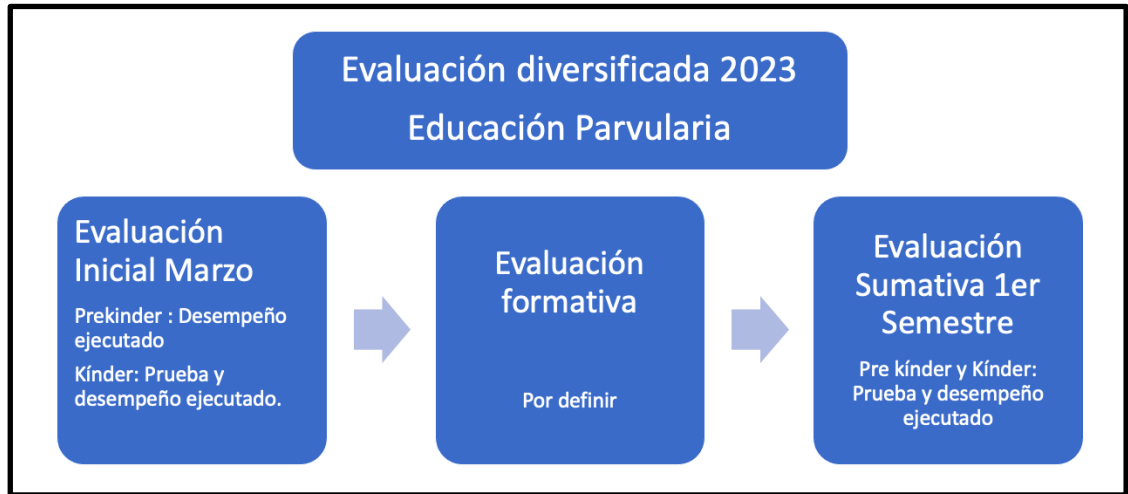 Evaluación diversificada 2023
Educación Parvularia
Evaluación
Inicial Marzo
Prekinder : Desempeño
ejecutado
Kínder: Prueba y
desempeño ejecutado.
Evaluación
formativa
Por definir
Evaluación
Sumativa 1er
Semestre
Pre kínder y Kínder:
Prueba y desempeño
ejecutado